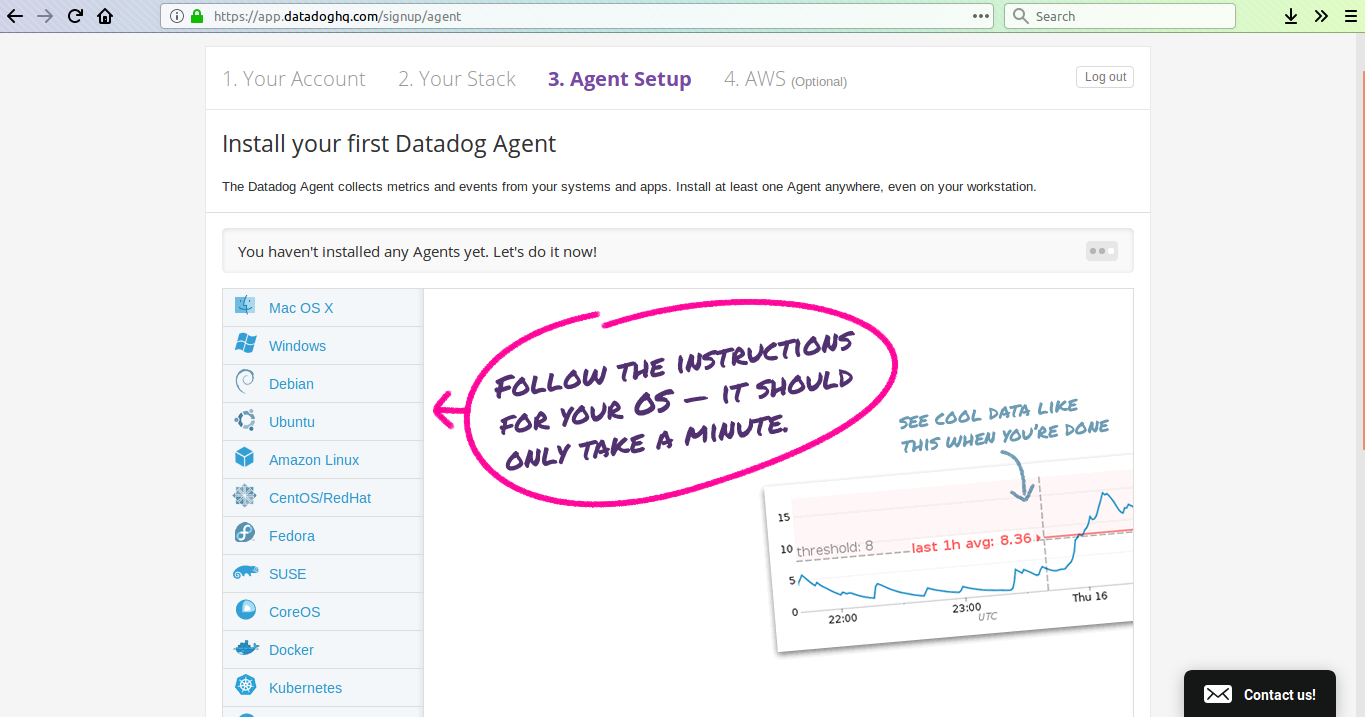 https://app.datadoghq.com/signup/agent
Search
1. Your Account 2. Your Stack 3. Agent Setup 4. AWS (Optional) Log out
Install your first Datadog Agent
The Datadog Agent collects metrics and events from your systems and apps. Install at least one Agent anywhere, even on your workstation.
You haven't installed any Agents yet. Let's do it now!
Mac OS X
Windows
Debian
Ubuntu
Amazon Linux
CentOS/RedHat
Fedora
SUSE
CoreOS
Docker
Kubernetes
FOLLOW THE INSTRUCTIONS
FOR YOUR OS — IT SHOULD
ONLY TAKE A MINUTE.
SEE COOL DATA LIKE
THIS WHEN YOU'RE DONE
15
10
5
0
threshold: 8
last 1h avg: 8.36
22:00
23:00
Thu 16
UTC
Contact us!